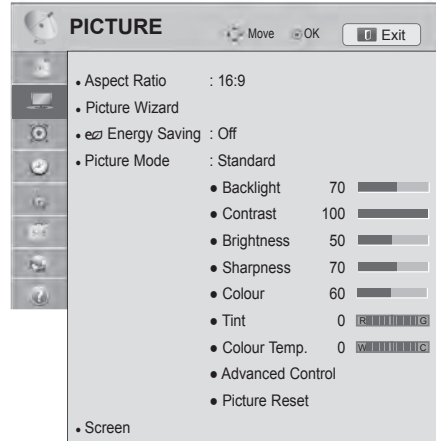 PICTURE Move OK Exit
• Aspect Ratio : 16:9
• Picture Wizard
• Energy Saving : Off
• Picture Mode : Standard
● Backlight 70
● Contrast 100
● Brightness 50
● Sharpness 70
● Colour 60
● Tint 0 R G
● Colour Temp. 0 W C
● Advanced Control
● Picture Reset
• Screen